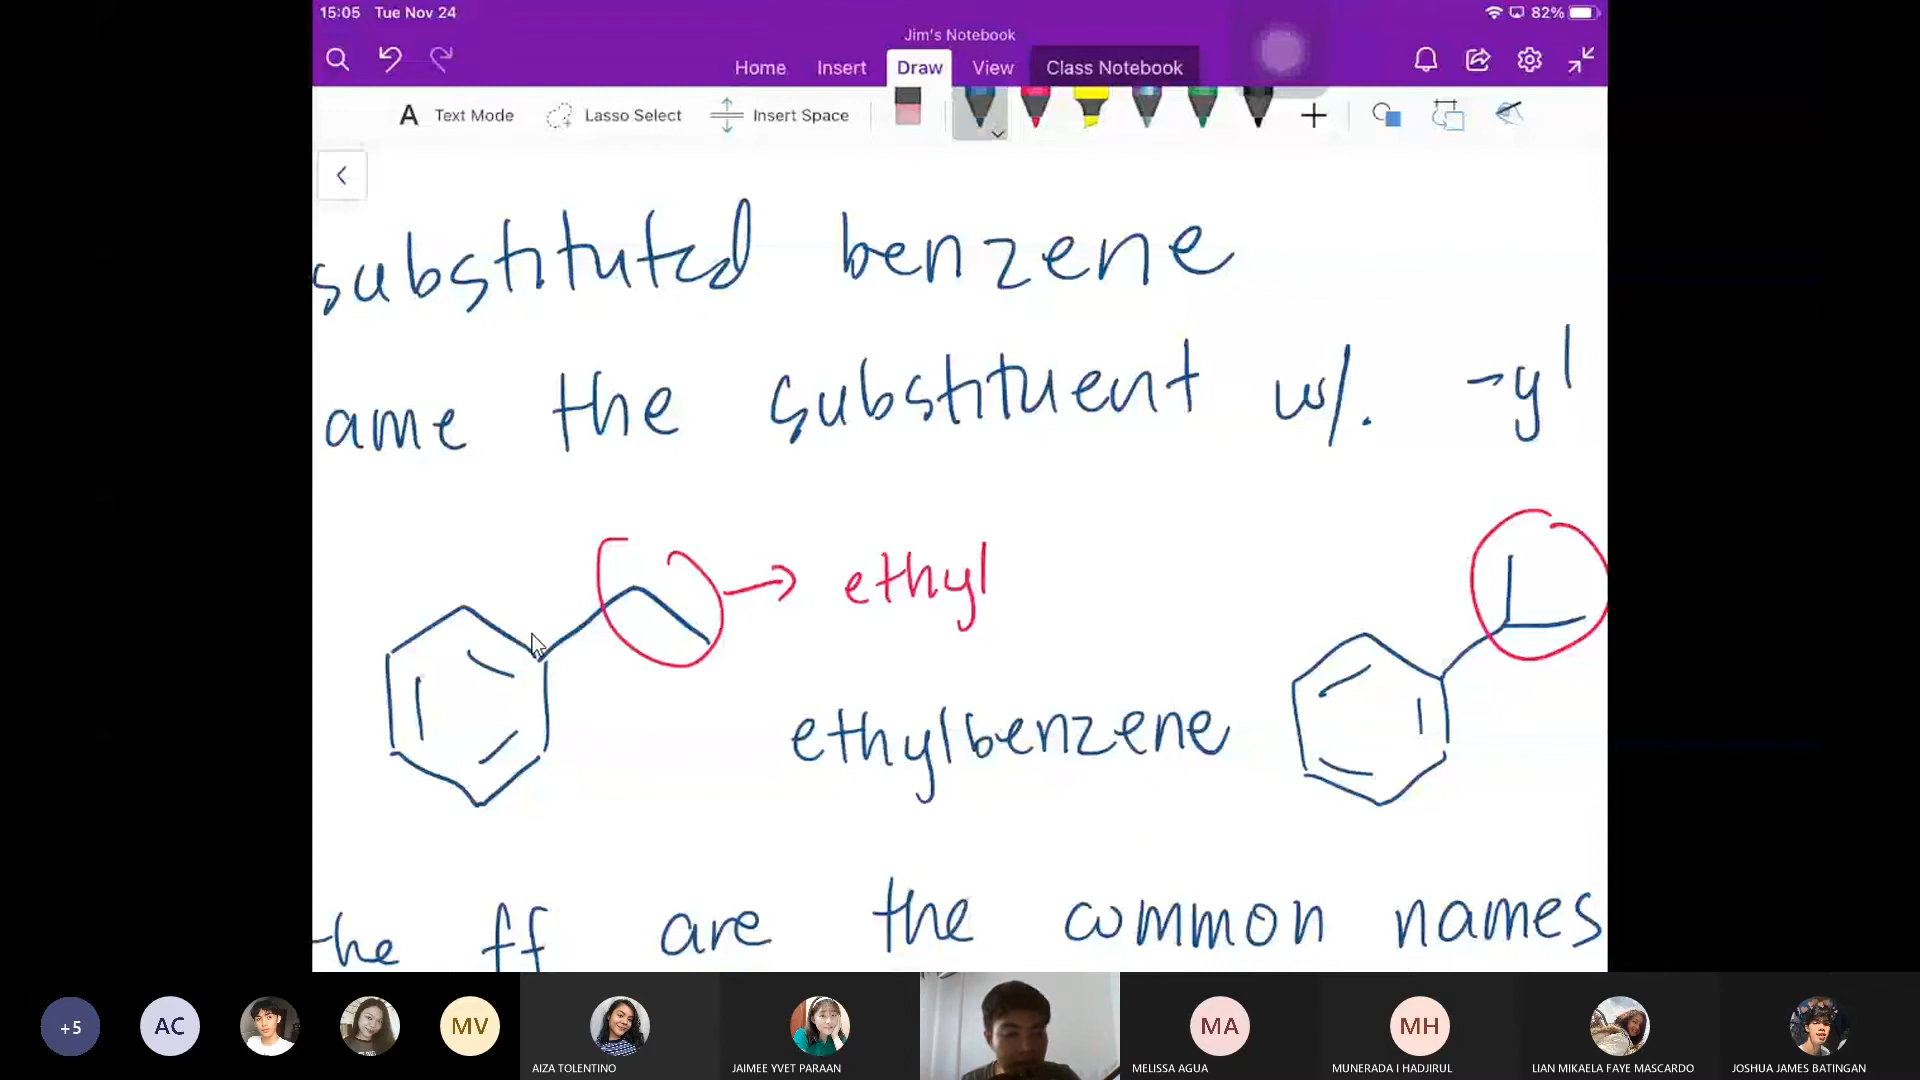 15:05 Tue Nov 24
82%
Jim's Notebook
Home Insert Draw View Class Notebook
A Text Mode Lasso Select Insert Space
substituted benzene
ame the substituent w/. -yl
→ ethyl
ethylbenzene
the ff are the common names
+5 AC MV MA MH
AIZA TOLENTINO JAIMEE YVET PARAAN MELISSA AGUA MUNERADA I HADJIRUL LIAN MIKAELA FAYE MASCARDO JOSHUA JAMES BATINGAN